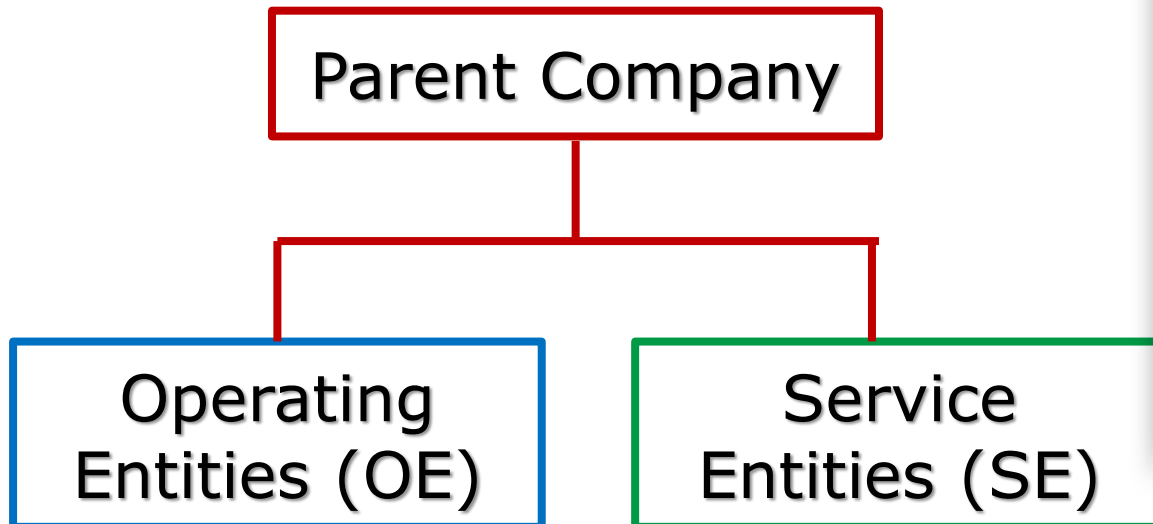 Parent Company
Operating
Entities (OE)
Service
Entities (SE)